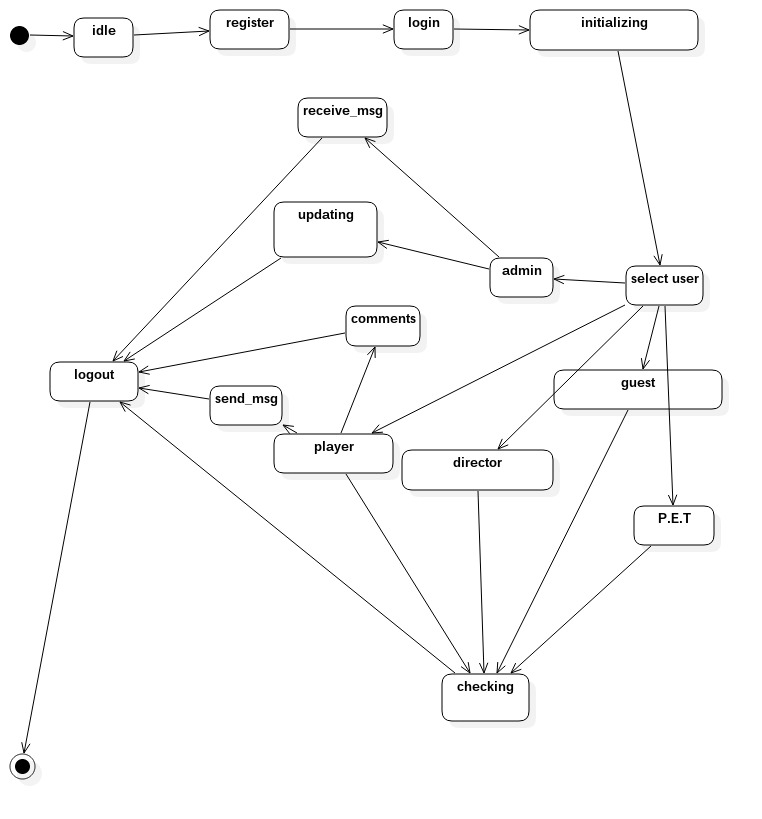 idle
register
login
initializing
receive_msg
updating
admin
select user
comments
logout
send_msg
guest
player
director
P.E.T
checking